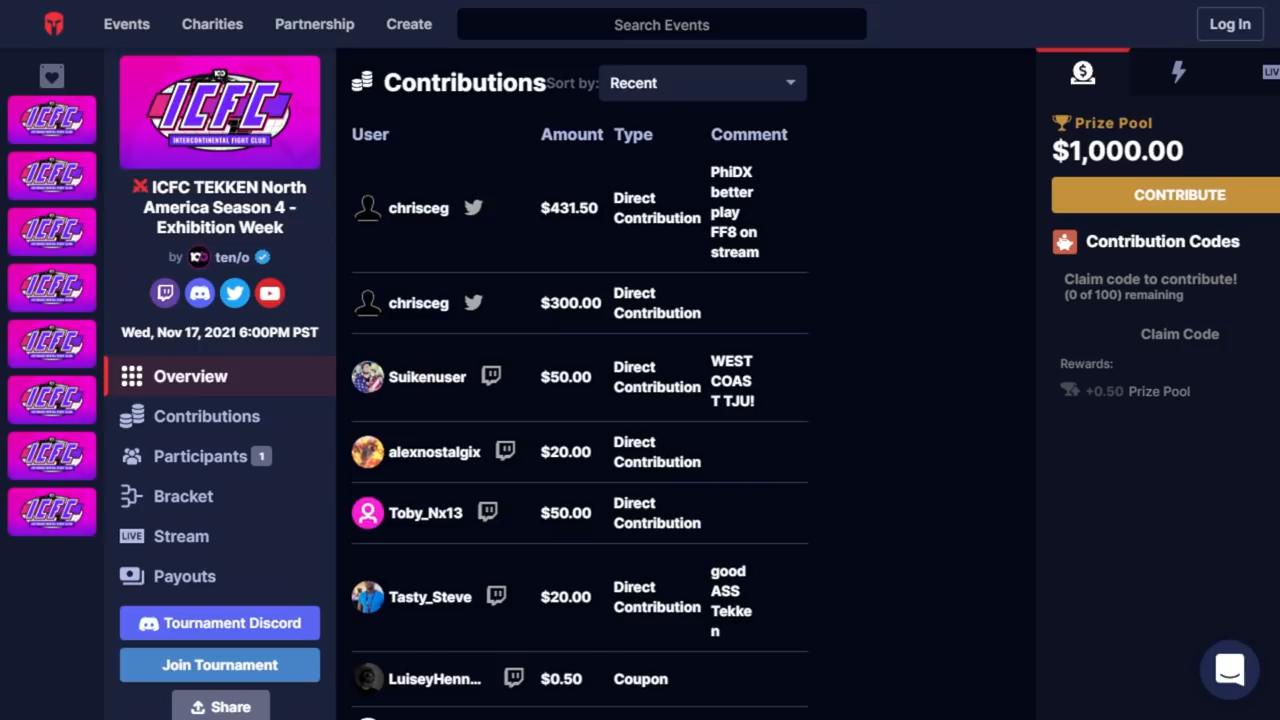 Events
Charities
Partnership
Create
Search Events
Log In
ICFC
INTERCONTINENTAL FIGHT CLUB
ICFC TEKKEN North
America Season 4 -
Exhibition Week
by ten/o
Wed, Nov 17, 2021 6:00PM PST
Overview
Contributions
Participants 1
Bracket
LIVE Stream
Payouts
Tournament Discord
Join Tournament
Share
Contributions
Sort by:
Recent
User
Amount
Type
Comment
chrisceg
$431.50
Direct
Contribution
PhiDX
better
play
FF8 on
stream
chrisceg
$300.00
Direct
Contribution
Suikenuser
$50.00
Direct
Contribution
WEST
COAS
T TJU!
alexnostalgix
$20.00
Direct
Contribution
Toby_Nx13
$50.00
Direct
Contribution
Tasty_Steve
$20.00
Direct
Contribution
good
ASS
Tekke
n
LuiseyHenn...
$0.50
Coupon
LIV
Prize Pool
$1,000.00
CONTRIBUTE
Contribution Codes
Claim code to contribute!
(0 of 100) remaining
Claim Code
Rewards:
+0.50 Prize Pool